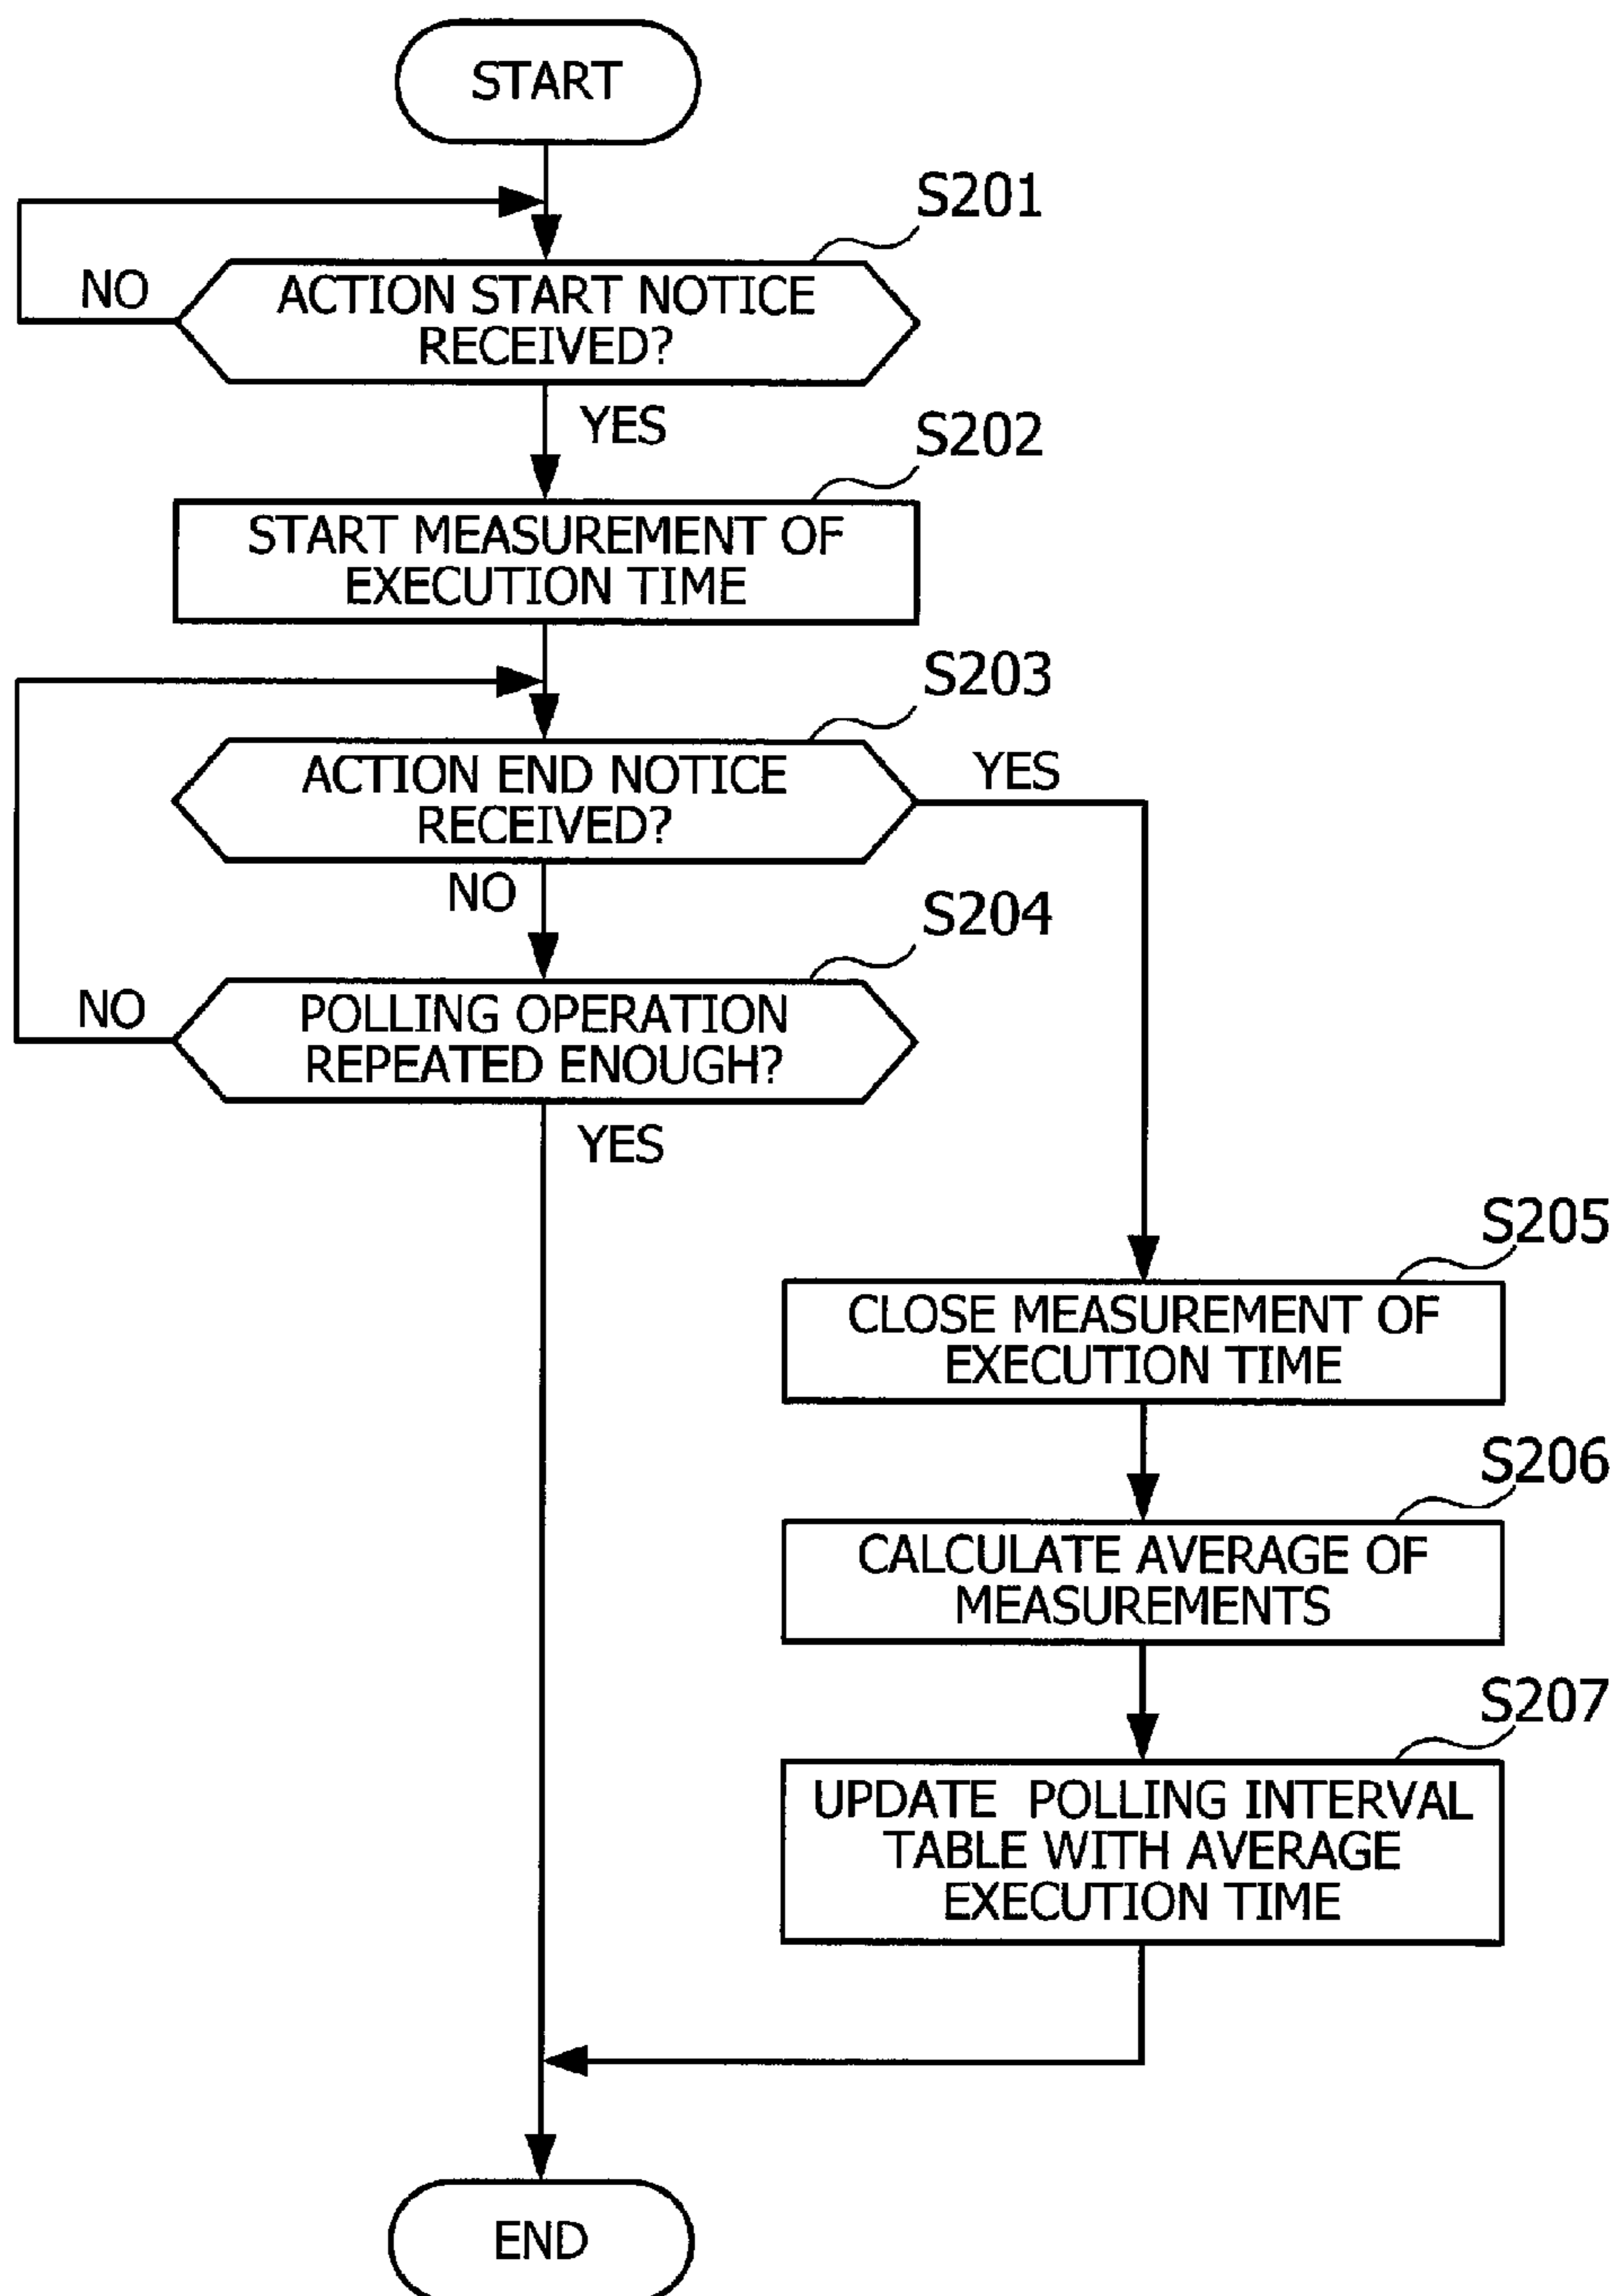 START
S201
NO
ACTION START NOTICE
RECEIVED?
YES
S202
START MEASUREMENT OF
EXECUTION TIME
S203
ACTION END NOTICE
RECEIVED?
YES
NO
S204
NO
POLLING OPERATION
REPEATED ENOUGH?
YES
S205
CLOSE MEASUREMENT OF
EXECUTION TIME
S206
CALCULATE AVERAGE OF
MEASUREMENTS
S207
UPDATE POLLING INTERVAL
TABLE WITH AVERAGE
EXECUTION TIME
END